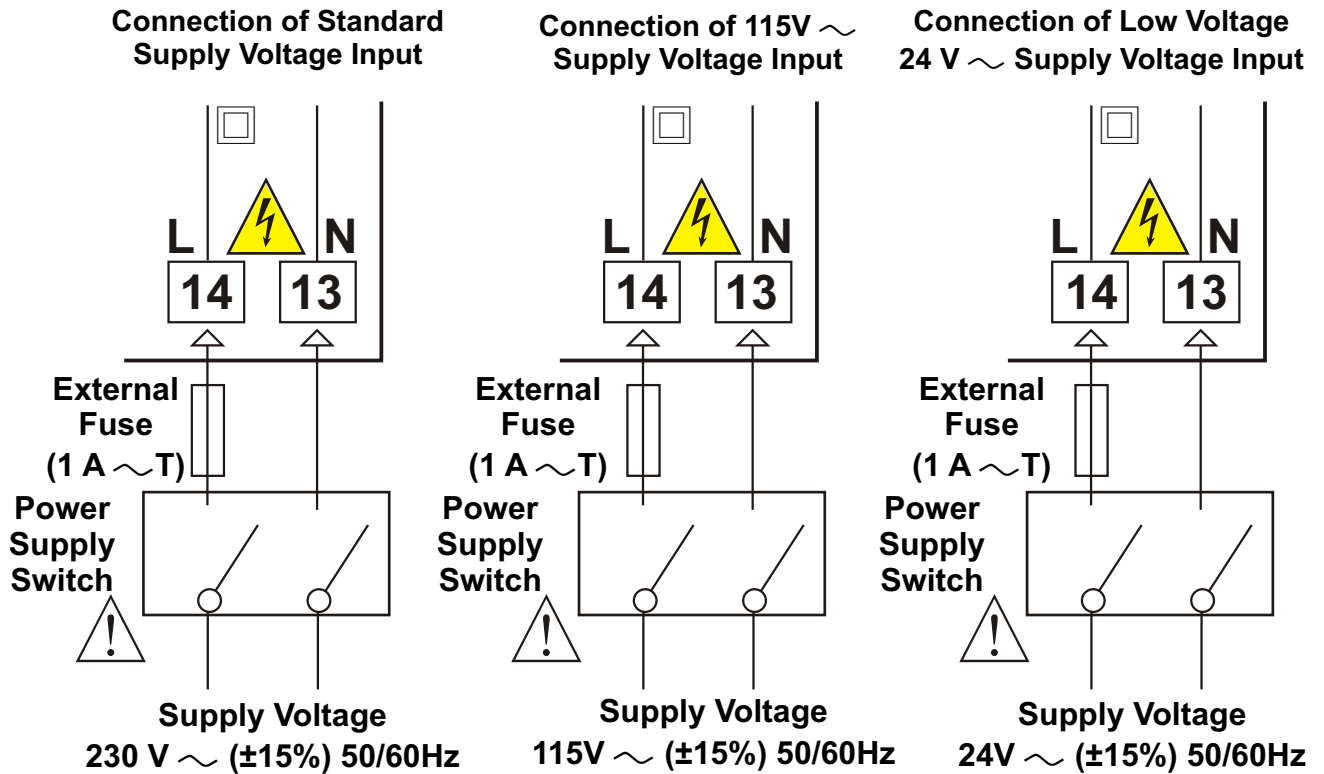 Connection of Standard
Supply Voltage Input
L
N
14
13
External
Fuse
(1 A ~ T)
Power
Supply
Switch
!
Supply Voltage
230 V ~ (±15%) 50/60Hz
Connection of 115V ~
Supply Voltage Input
L
N
14
13
External
Fuse
(1 A ~ T)
Power
Supply
Switch
!
Supply Voltage
115V ~ (±15%) 50/60Hz
Connection of Low Voltage
24 V ~ Supply Voltage Input
L
N
14
13
External
Fuse
(1 A ~ T)
Power
Supply
Switch
!
Supply Voltage
24V ~ (±15%) 50/60Hz